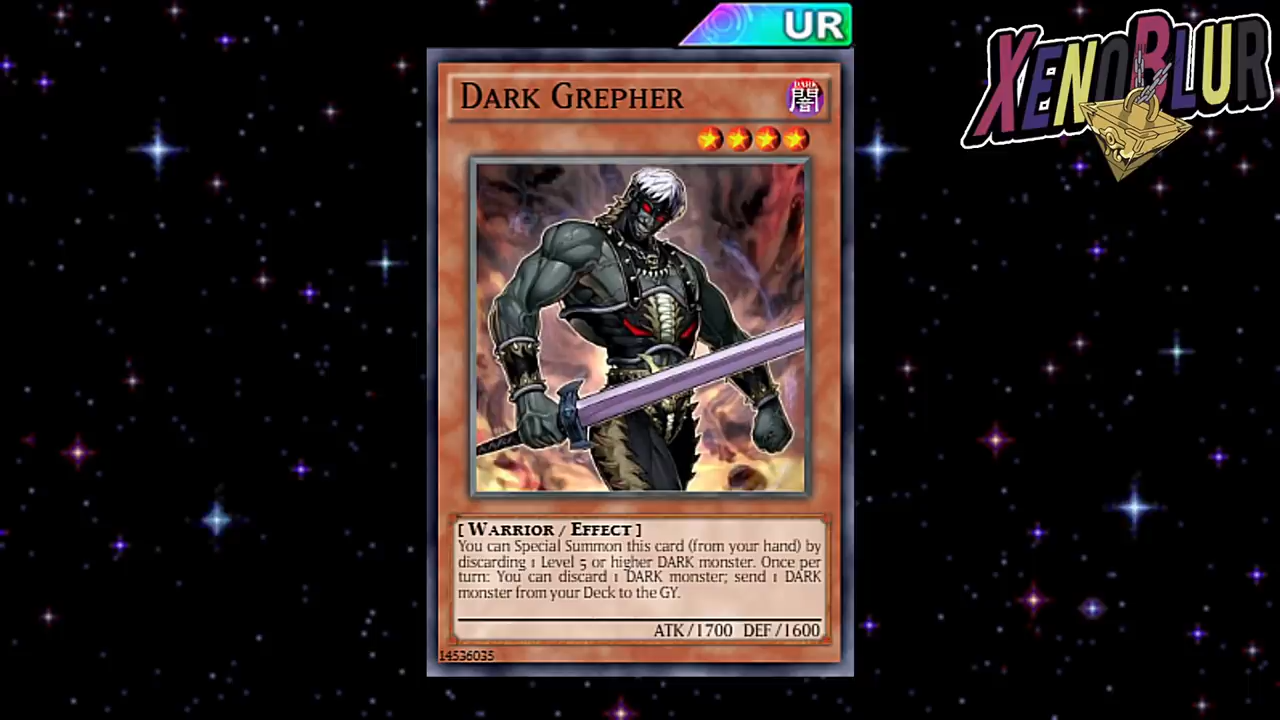 UR
XENOBLUR
DARK GREPHER
DARK
闇
[ WARRIOR / EFFECT ]
You can Special Summon this card (from your hand) by
discarding 1 Level 5 or higher DARK monster. Once per
turn: You can discard 1 DARK monster; send 1 DARK
monster from your Deck to the GY.
ATK/1700 DEF/1600
14536035